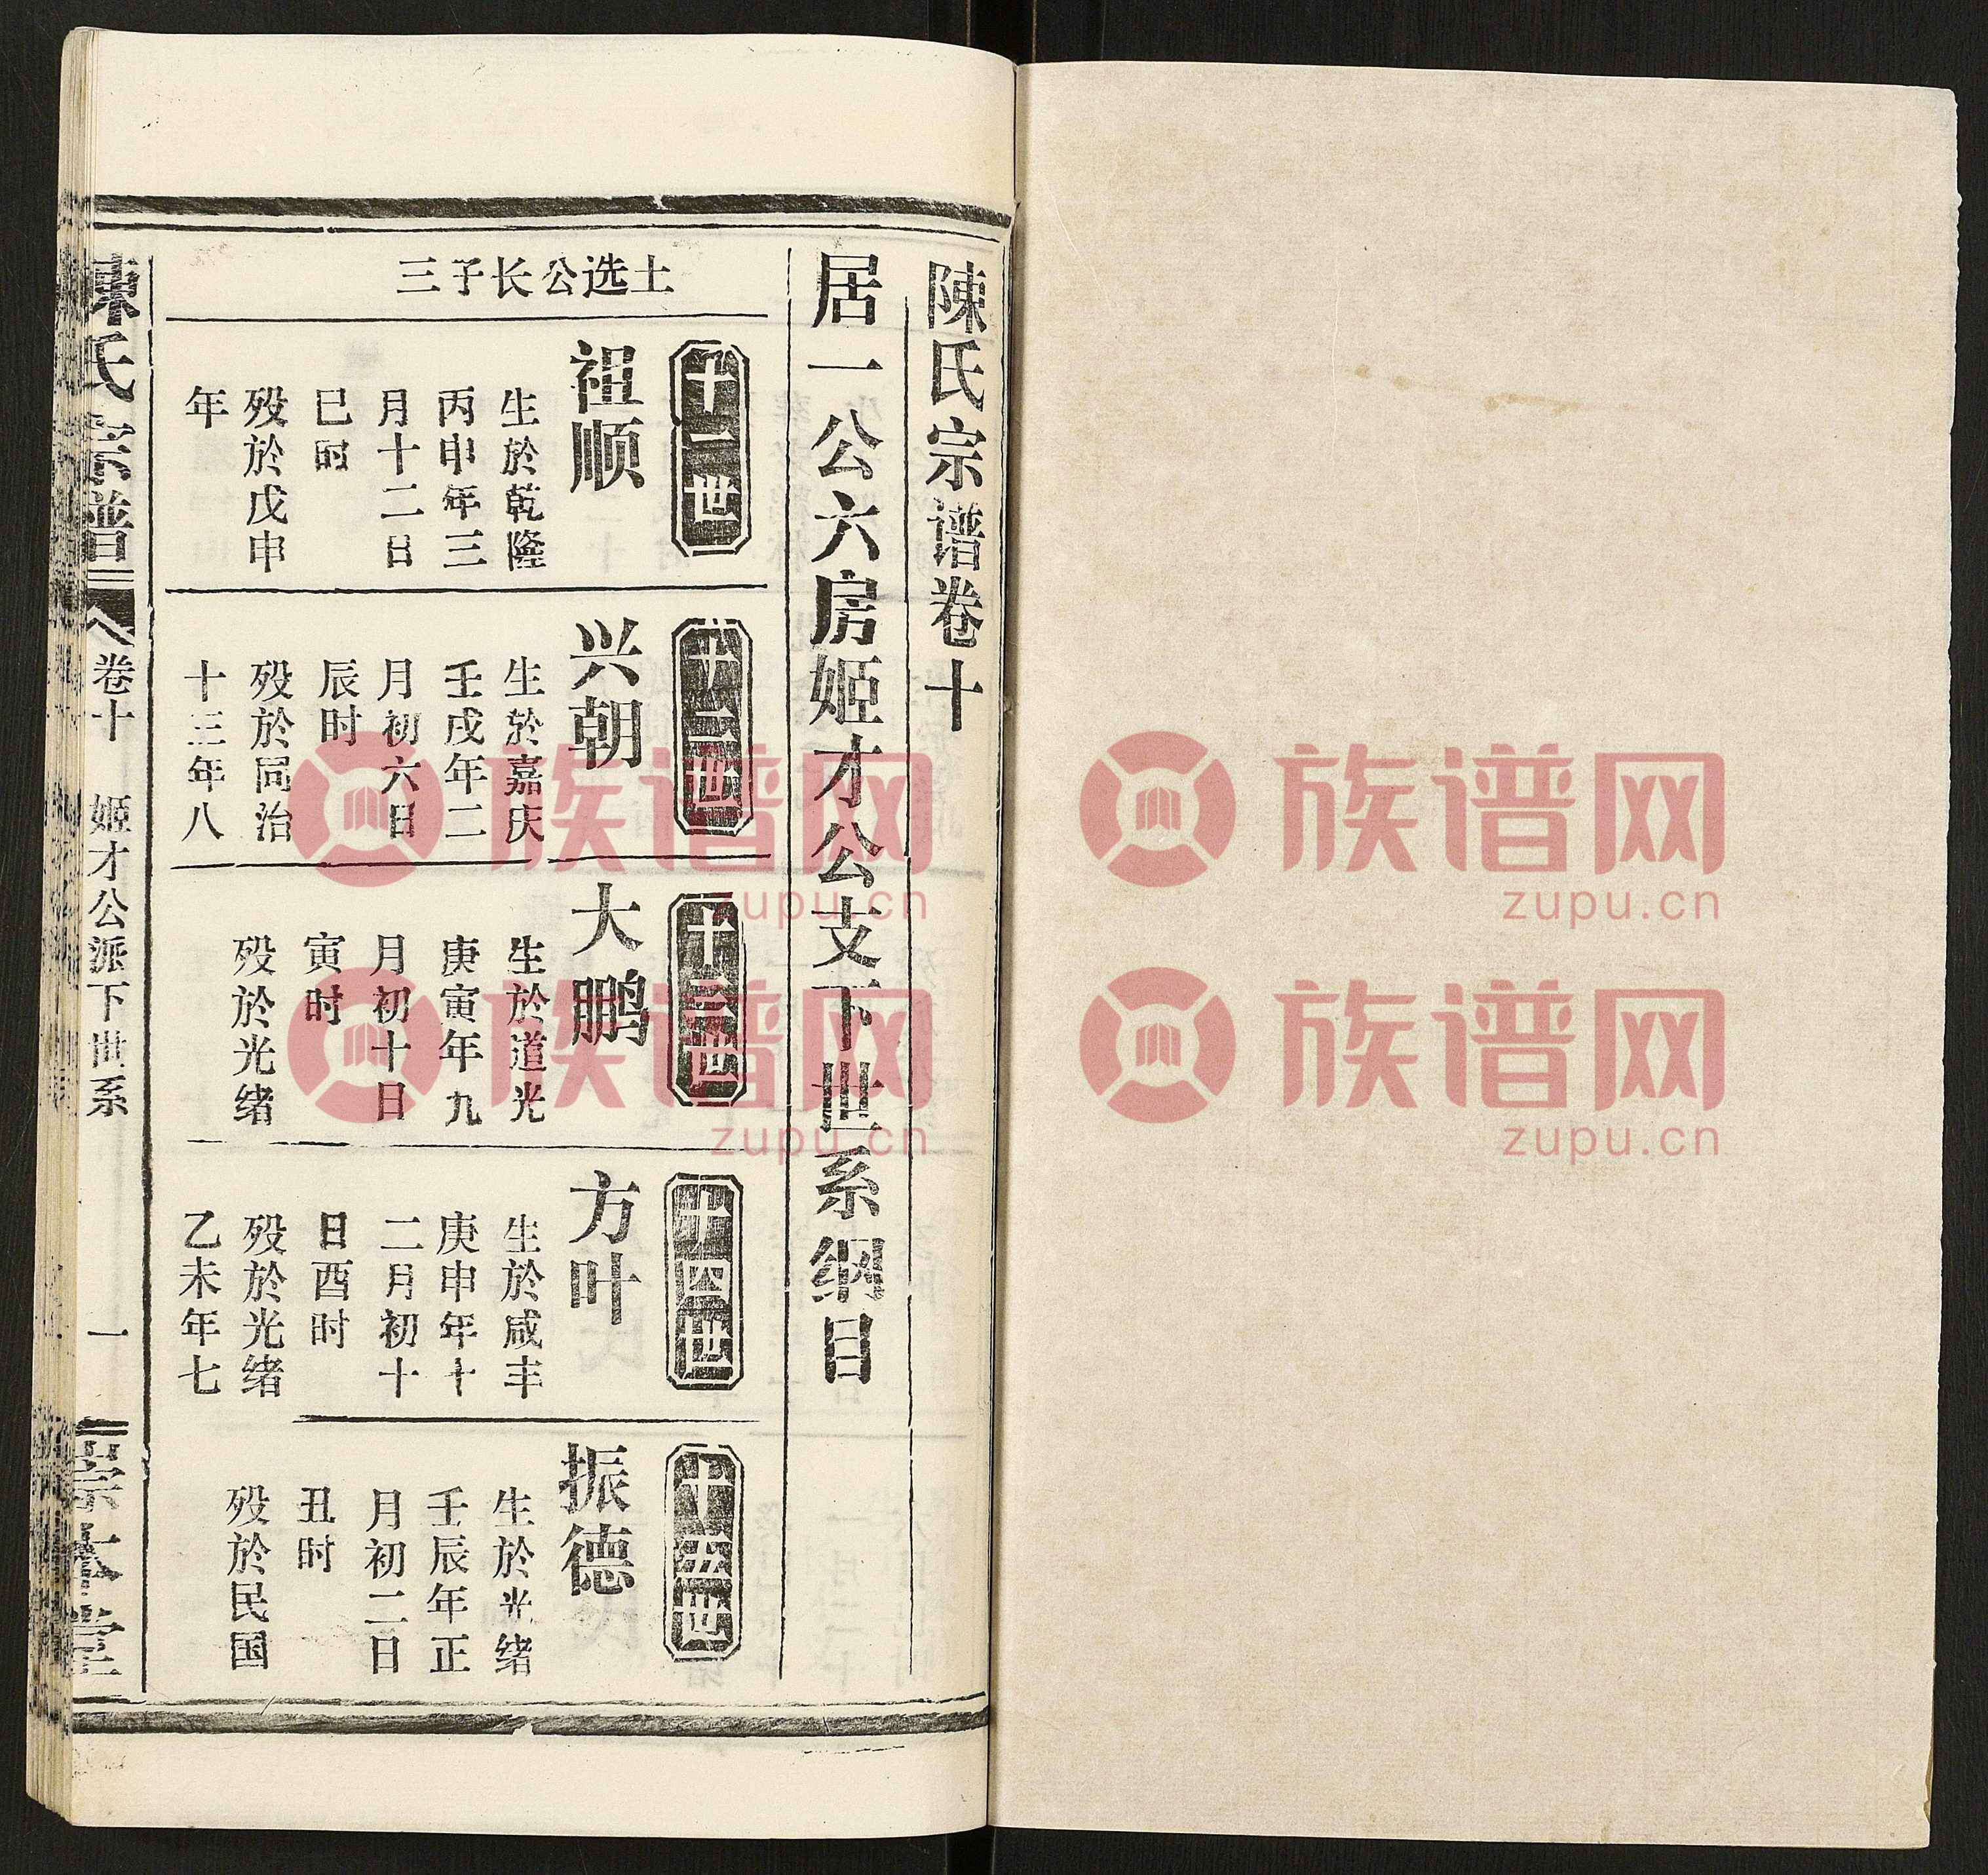 陳氏宗谱卷十
居一公六房姬才公支下世系纲目
士选公长子三
十一世
祖顺
生於乾隆
丙申年三
月十二日
巳时
殁於戊申
年
十二世
兴朝
生於嘉庆
壬戌年二
月初六日
辰时
殁於同治
十三年八
十三世
大鹏
生於道光
庚寅年九
月初十日
寅时
殁於光绪
十四世
方叶
生於咸丰
庚申年十
二月初十
日酉时
殁於光绪
乙未年七
十五世
振德
生於光绪
壬辰年正
月初二日
丑时
殁於民国
陳氏宗谱
卷十 姬才公派下世系
一
崇本堂
族谱网
zupu.cn
族谱网
zupu.cn
族谱网
zupu.cn
族谱网
zupu.cn